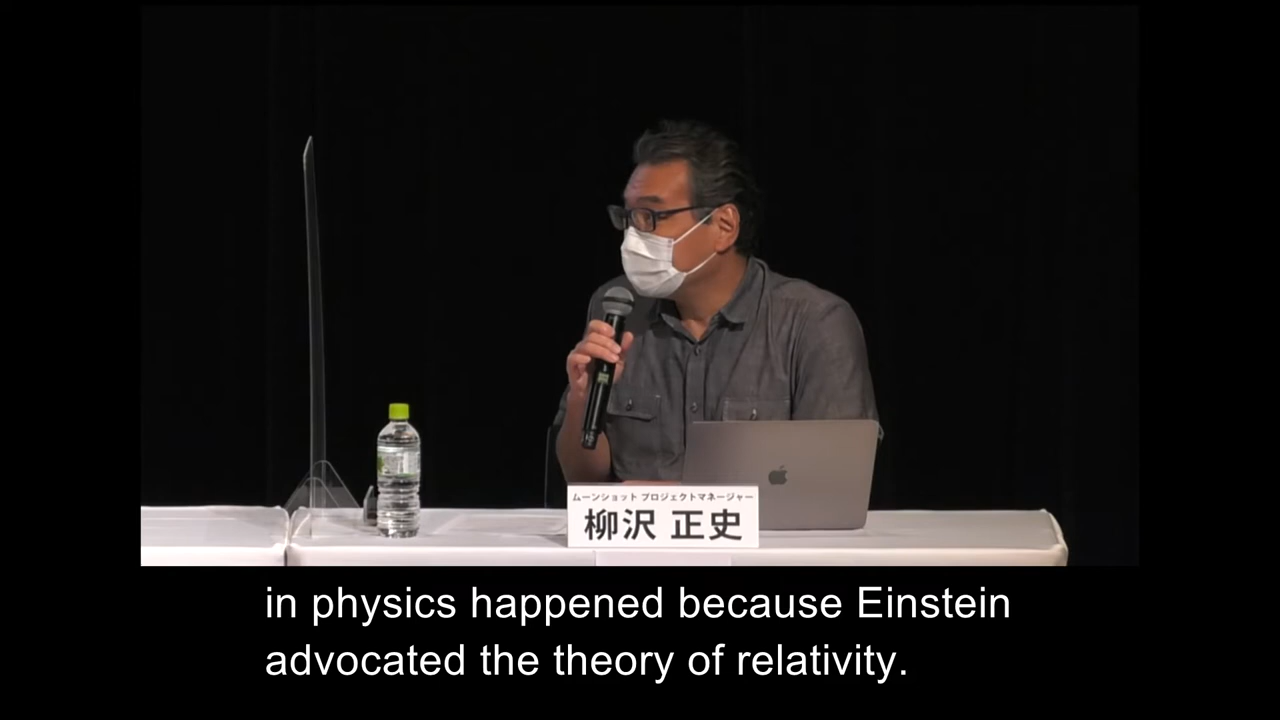 ムーンショット プロジェクトマネージャー
柳沢 正史
in physics happened because Einstein
advocated the theory of relativity.